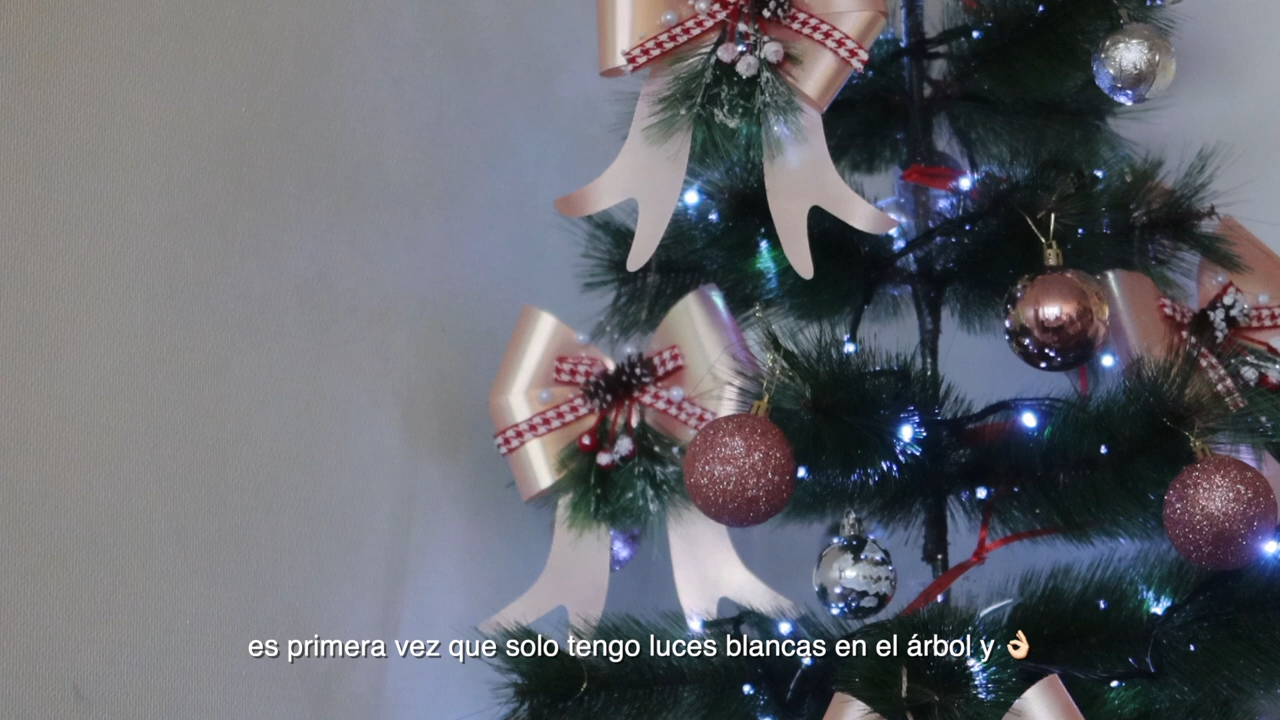 es primera vez que solo tengo luces blancas en el árbol y 👌🏻